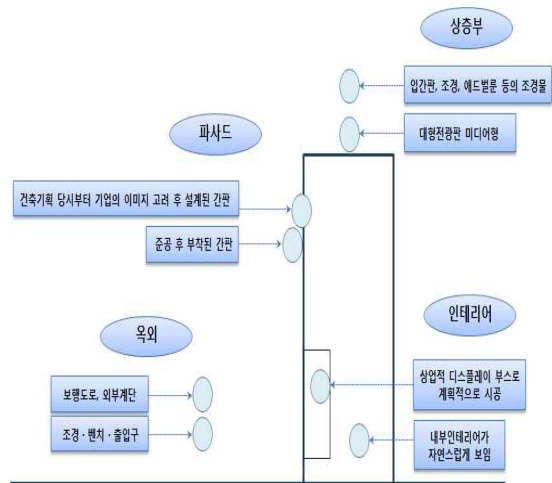 상층부
입간판, 조경, 애드벌룬 등의 조경물
대형전광판 미디어형
파사드
건축기획 당시부터 기업의 이미지 고려 후 설계된 간판
준공 후 부착된 간판
옥외
보행도로, 외부계단
조경·벤치·출입구
인테리어
상업적 디스플레이 부스로
계획적으로 시공
내부인테리어가
자연스럽게 보임